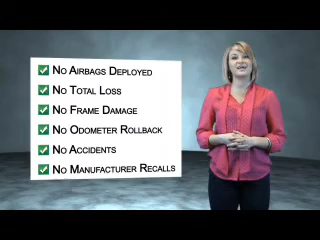 No Airbags Deployed
No Total Loss
No Frame Damage
No Odometer Rollback
No Accidents
No Manufacturer Recalls